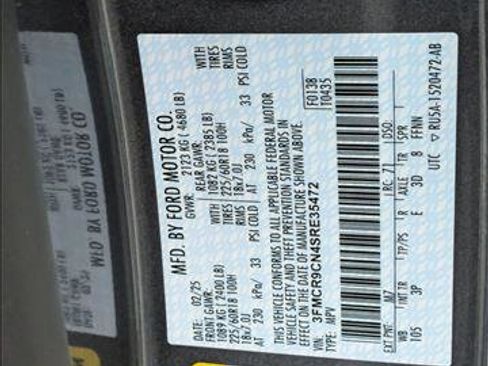 MFD. BY FORD MOTOR CO.
DATE: 02/25
GVWR: 2123 KG ( 4680 LB)
FRONT GAWR:
1089 KG ( 2400 LB)
225/60R18 100H
18x7.0J
AT 230 kPa/ 33 PSI COLD
REAR GAWR:
1082 KG ( 2385 LB)
225/60R18 100H
18x7.0J
AT 230 kPa/ 33 PSI COLD
WITH
TIRES
RIMS
WITH
TIRES
RIMS
THIS VEHICLE CONFORMS TO ALL APPLICABLE FEDERAL MOTOR
VEHICLE SAFETY AND THEFT PREVENTION STANDARDS IN
EFFECT ON THE DATE OF MANUFACTURE SHOWN ABOVE.
VIN: 3FMCR9CN4SRE35472
TYPE: MPV
F0138
T0435
EXT PNT: M7 RC: 71 DSO:
WB INT TR TP/PS R AXLE TR SPR
105 3P E 3D 8 FFNN
UTC RU5A-1520472-AB